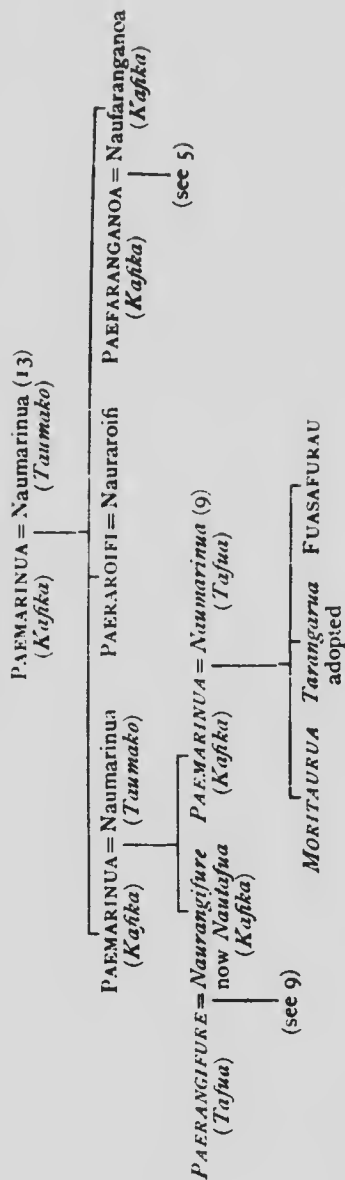 PAEMARINUA = Naumarinua (13)
(Kafika) (Taumako)
PAEMARINUA = Naumarinua PAERAROIFI = Nauraroifi PAEFARANGANOA = Naufaranganoa
(Kafika) (Taumako) (Kafika) (Kafika)
(see 5)
PAERANGIFURE = Naurangifure PAEMARINUA = Naumarinua (9)
(Tafua) now Nautafua (Kafika) (Tafua)
(Kafika)
(see 9)
MORITAURUA Tarangarua FUASAFURAU
adopted